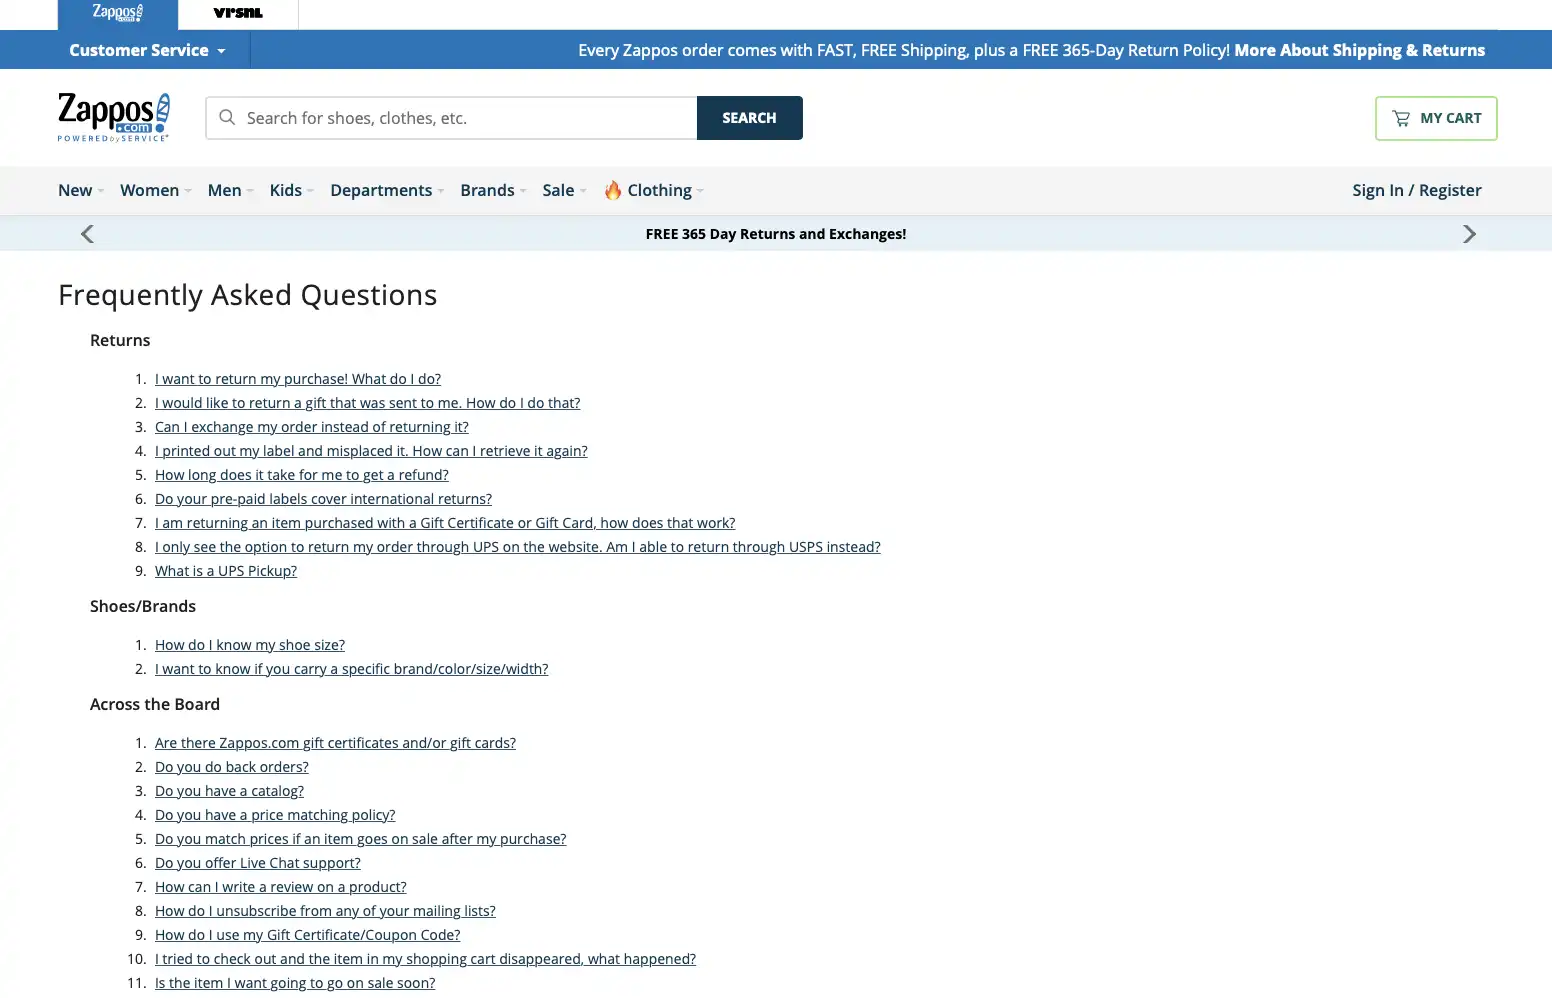 Zappos.com
vrsnl
Customer Service
Every Zappos order comes with FAST, FREE Shipping, plus a FREE 365-Day Return Policy! More About Shipping & Returns
Zappos.com
POWERED by SERVICE
Search for shoes, clothes, etc.
SEARCH
MY CART
New Women Men Kids Departments Brands Sale 🔥 Clothing
Sign In / Register
FREE 365 Day Returns and Exchanges!
Frequently Asked Questions
Returns
1. I want to return my purchase! What do I do?
2. I would like to return a gift that was sent to me. How do I do that?
3. Can I exchange my order instead of returning it?
4. I printed out my label and misplaced it. How can I retrieve it again?
5. How long does it take for me to get a refund?
6. Do your pre-paid labels cover international returns?
7. I am returning an item purchased with a Gift Certificate or Gift Card, how does that work?
8. I only see the option to return my order through UPS on the website. Am I able to return through USPS instead?
9. What is a UPS Pickup?
Shoes/Brands
1. How do I know my shoe size?
2. I want to know if you carry a specific brand/color/size/width?
Across the Board
1. Are there Zappos.com gift certificates and/or gift cards?
2. Do you do back orders?
3. Do you have a catalog?
4. Do you have a price matching policy?
5. Do you match prices if an item goes on sale after my purchase?
6. Do you offer Live Chat support?
7. How can I write a review on a product?
8. How do I unsubscribe from any of your mailing lists?
9. How do I use my Gift Certificate/Coupon Code?
10. I tried to check out and the item in my shopping cart disappeared, what happened?
11. Is the item I want going to go on sale soon?